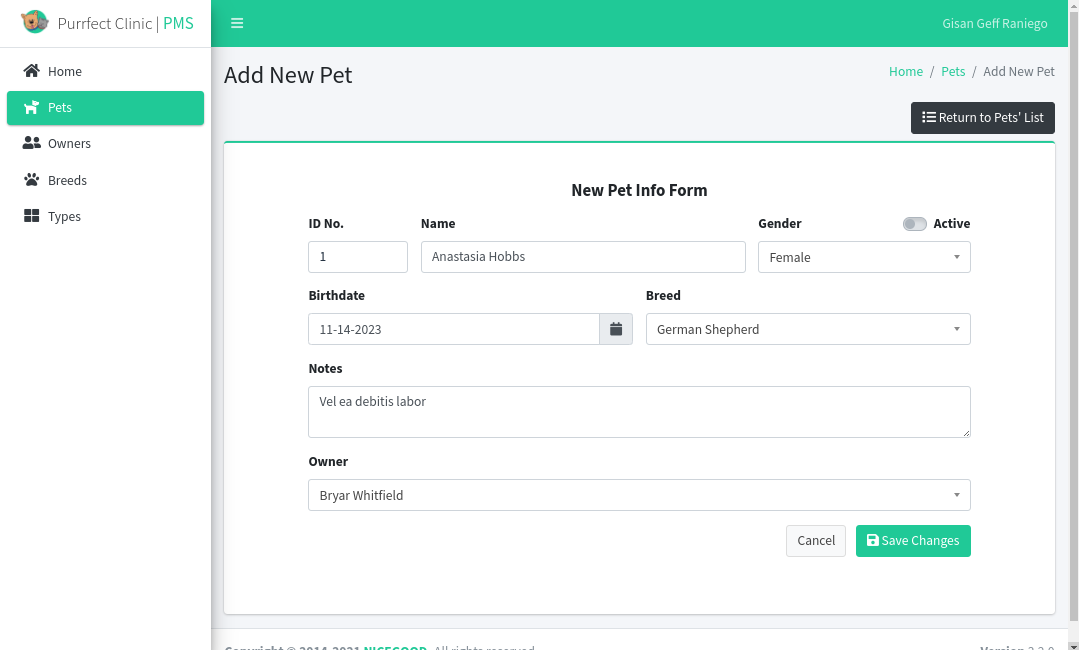 Purrfect Clinic | PMS
Gisan Geff Raniego
Home
Pets
Owners
Breeds
Types
Add New Pet
Home / Pets / Add New Pet
Return to Pets' List
New Pet Info Form
ID No. Name Gender Active
1 Anastasia Hobbs Female
Birthdate Breed
11-14-2023 German Shepherd
Notes
Vel ea debitis labor
Owner
Bryar Whitfield
Cancel Save Changes
Copyright © 2014-2021 NICEGOOD. All rights reserved.